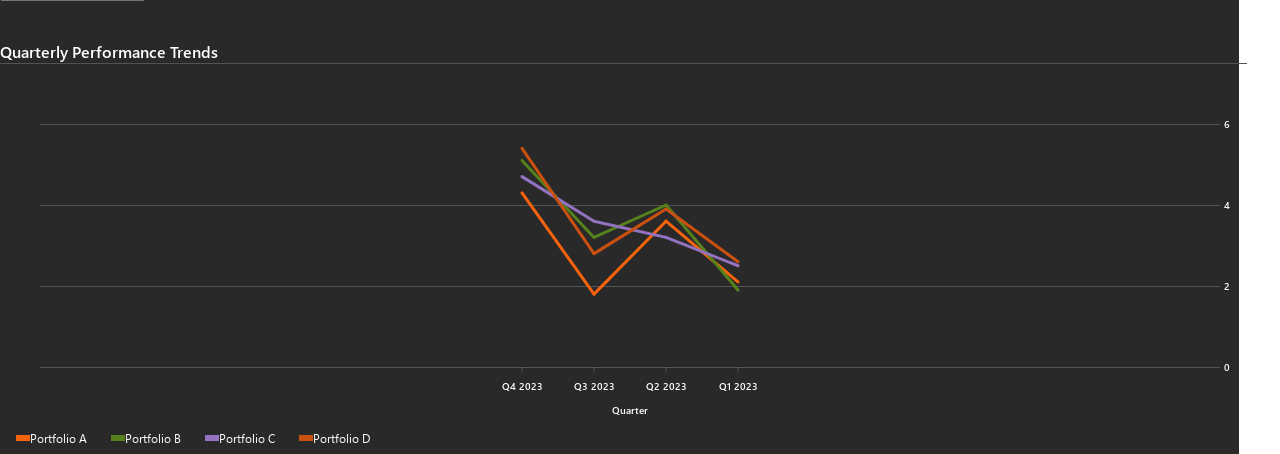 Quarterly Performance Trends
6
4
2
0
Q4 2023 Q3 2023 Q2 2023 Q1 2023
Quarter
Portfolio A Portfolio B Portfolio C Portfolio D